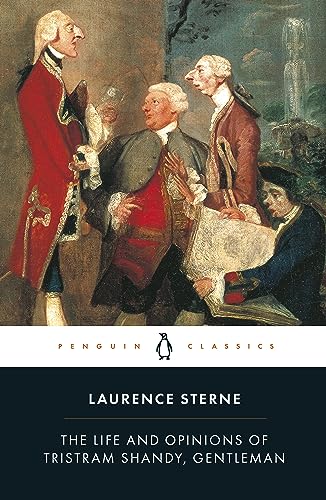 PENGUIN CLASSICS
LAURENCE STERNE
THE LIFE AND OPINIONS OF
TRISTRAM SHANDY, GENTLEMAN